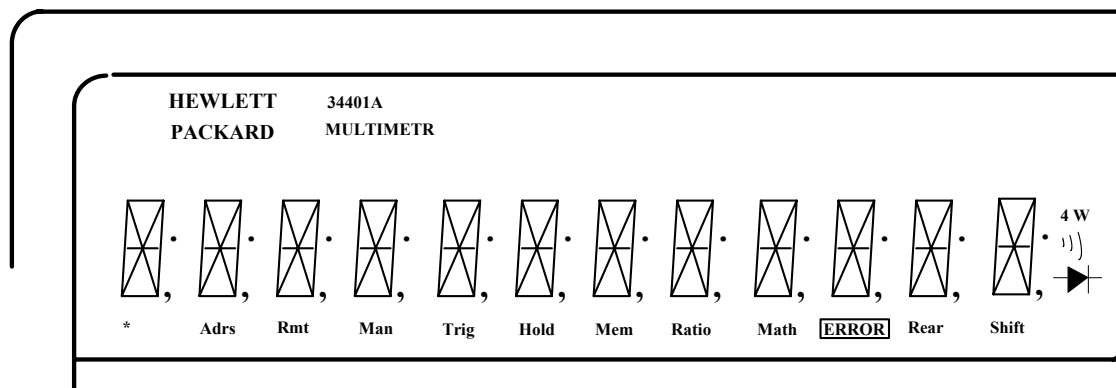 HEWLETT 34401A
PACKARD MULTIMETR
4 W
* Adrs Rmt Man Trig Hold Mem Ratio Math ERROR Rear Shift